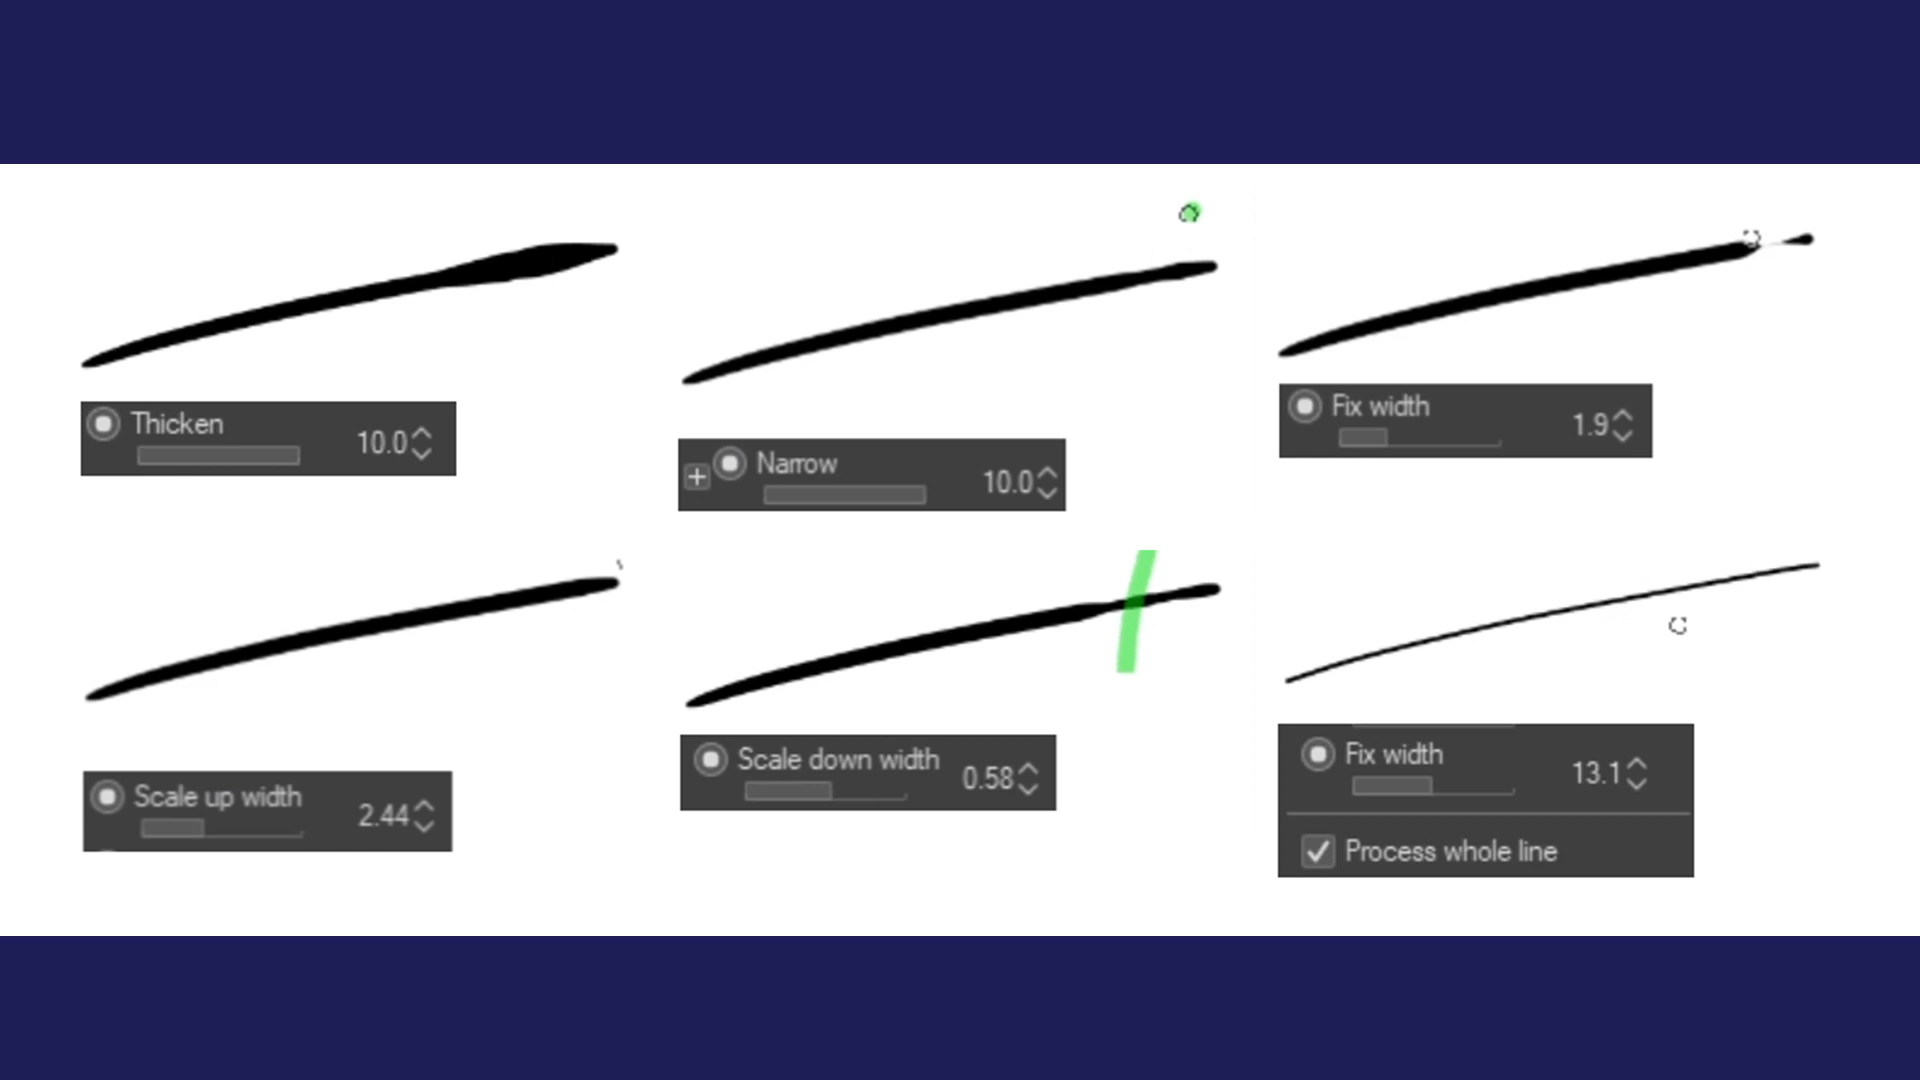 Thicken
10.0
Narrow
10.0
Fix width
1.9
Scale up width
2.44
Scale down width
0.58
Fix width
13.1
Process whole line